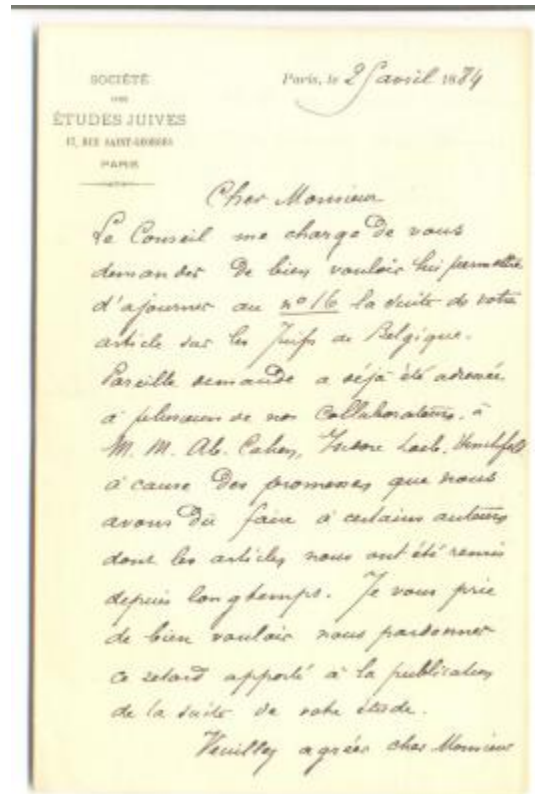 SOCIÉTÉ
DES
ÉTUDES JUIVES
17, RUE SAINT-GEORGES
PARIS
Paris, le 25 avril 1884
Cher Monsieur
Le Conseil me charge de vous
demander de bien vouloir lui permettre
d'ajourner au n° 16 la suite de votre
article sur les Juifs de Belgique.
Pareille demande a déjà été adressée
à plusieurs de nos collaborateurs, à
M. M. Ab. Cahen, Isidore Loeb,
à cause des promesses que nous
avons dû faire à certains auteurs
dont les articles nous ont été remis
depuis longtemps. Je vous prie
de bien vouloir nous pardonner
ce retard apporté à la publication
de la suite de votre étude.
Veuillez agréer cher Monsieur